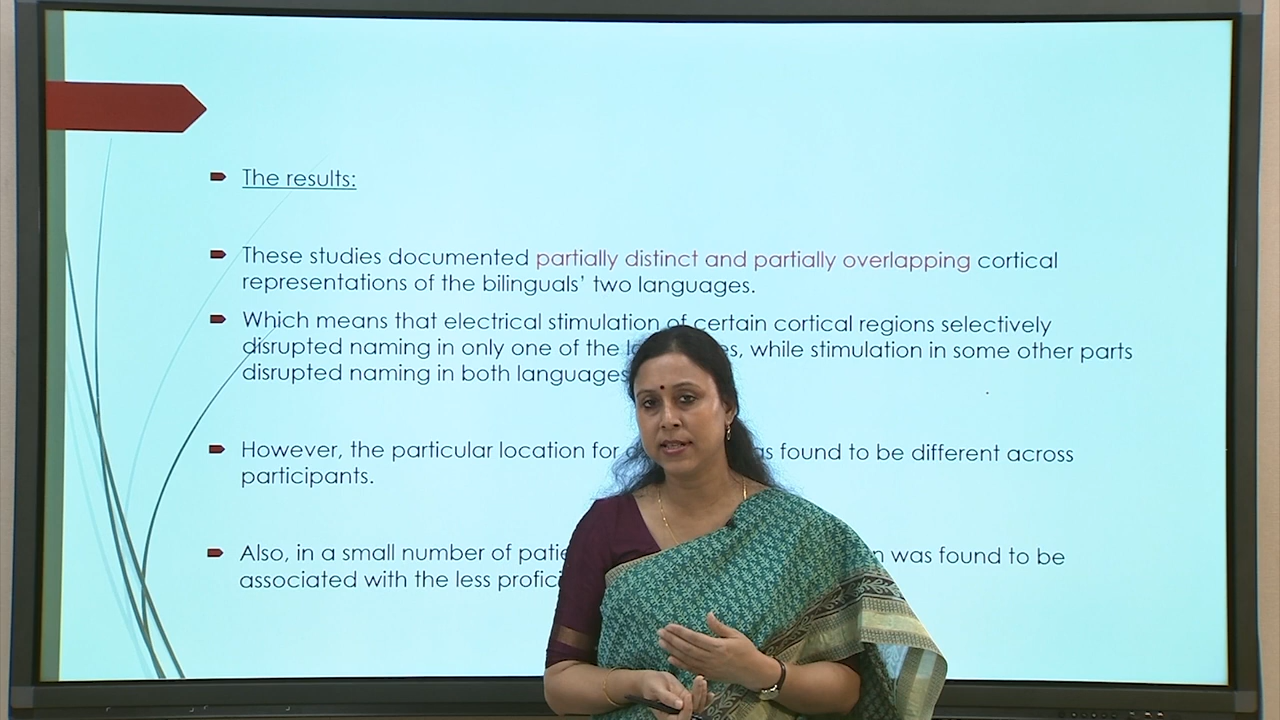 The results:
These studies documented partially distinct and partially overlapping cortical
representations of the bilinguals' two languages.
Which means that electrical stimulation of certain cortical regions selectively
disrupted naming in only one of the languages, while stimulation in some other parts
disrupted naming in both languages
However, the particular location for found to be different across
participants.
Also, in a small number of was found to be
associated with the less